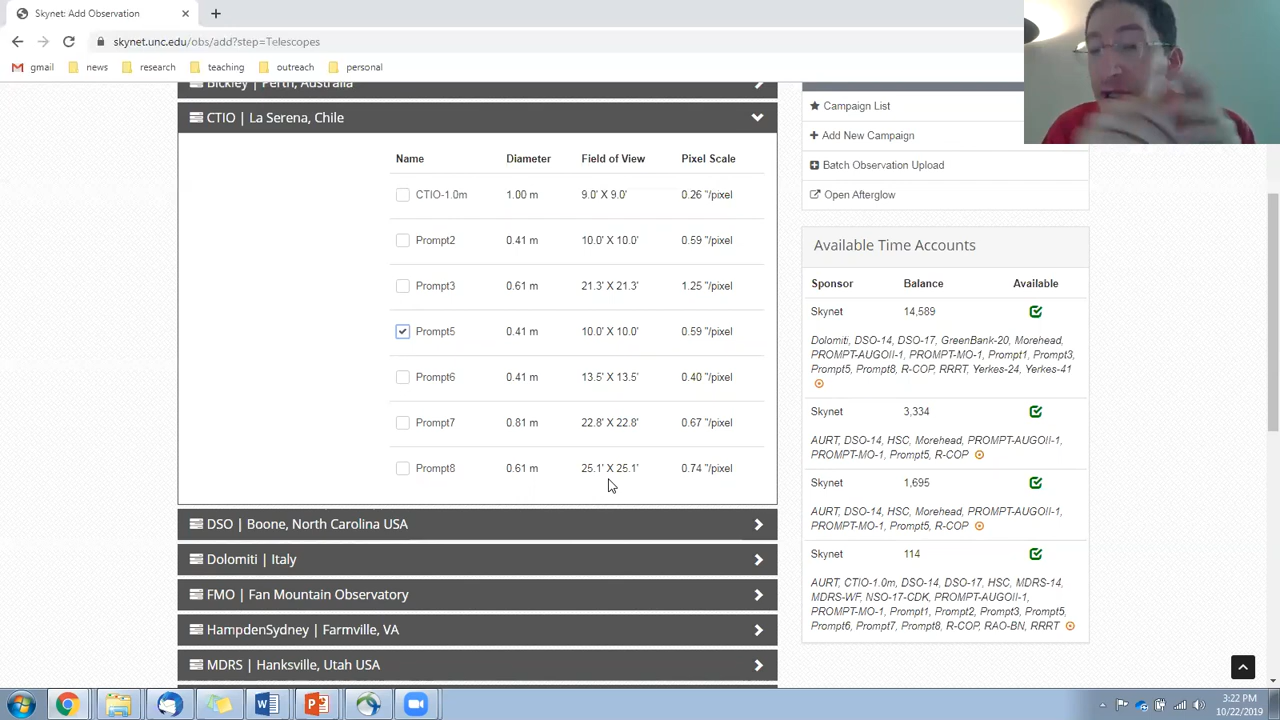 Skynet: Add Observation
skynet.unc.edu/obs/add?step=Telescopes
gmail news research teaching outreach personal
Bickley | Perth, Australia
CTIO | La Serena, Chile
Name Diameter Field of View Pixel Scale
CTIO-1.0m 1.00 m 9.0' X 9.0' 0.26 "/pixel
Prompt2 0.41 m 10.0' X 10.0' 0.59 "/pixel
Prompt3 0.61 m 21.3' X 21.3' 1.25 "/pixel
Prompt5 0.41 m 10.0' X 10.0' 0.59 "/pixel
Prompt6 0.41 m 13.5' X 13.5' 0.40 "/pixel
Prompt7 0.81 m 22.8' X 22.8' 0.67 "/pixel
Prompt8 0.61 m 25.1' X 25.1' 0.74 "/pixel
DSO | Boone, North Carolina USA
Dolomiti | Italy
FMO | Fan Mountain Observatory
HampdenSydney | Farmville, VA
MDRS | Hanksville, Utah USA
Campaign List
Add New Campaign
Batch Observation Upload
Open Afterglow
Available Time Accounts
Sponsor Balance Available
Skynet 14,589
Dolomiti, DSO-14, DSO-17, GreenBank-20, Morehead,
PROMPT-AUGOII-1, PROMPT-MO-1, Prompt1, Prompt3,
Prompt5, Prompt8, R-COP, RRRT, Yerkes-24, Yerkes-41
Skynet 3,334
AURT, DSO-14, HSC, Morehead, PROMPT-AUGOII-1,
PROMPT-MO-1, Prompt5, R-COP
Skynet 1,695
AURT, DSO-14, HSC, Morehead, PROMPT-AUGOII-1,
PROMPT-MO-1, Prompt5, R-COP
Skynet 114
AURT, CTIO-1.0m, DSO-14, DSO-17, HSC, MDRS-14,
MDRS-WF, NSO-17-CDK, PROMPT-AUGOII-1,
PROMPT-MO-1, Prompt1, Prompt2, Prompt3, Prompt5,
Prompt6, Prompt7, Prompt8, R-COP, RAO-BN, RRRT
3:22 PM
10/22/2019